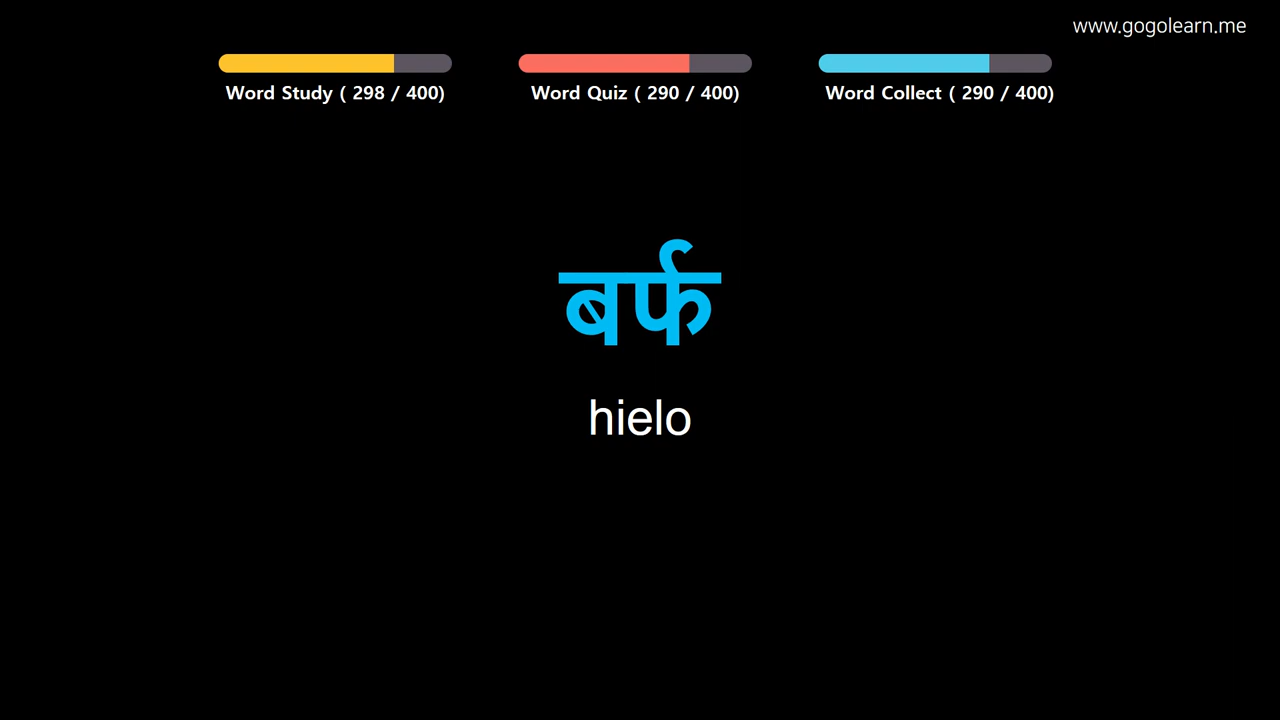 www.gogolearn.me
Word Study ( 298 / 400)
Word Quiz ( 290 / 400)
Word Collect ( 290 / 400)
बर्फ
hielo